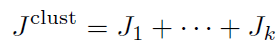 J^clust = J_1 + ⋯ + J_k